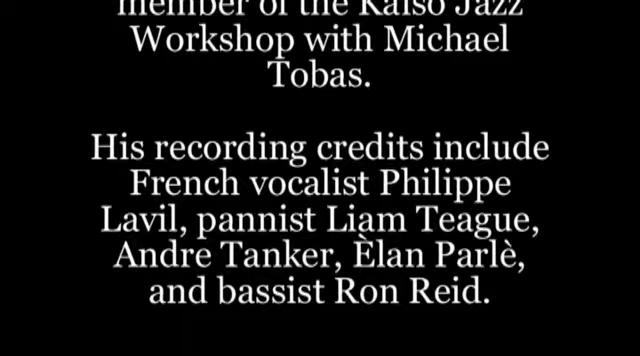 member of the Kaiso Jazz
Workshop with Michael
Tobas.
His recording credits include
French vocalist Philippe
Lavil, pannist Liam Teague,
Andre Tanker, Èlan Parlè,
and bassist Ron Reid.